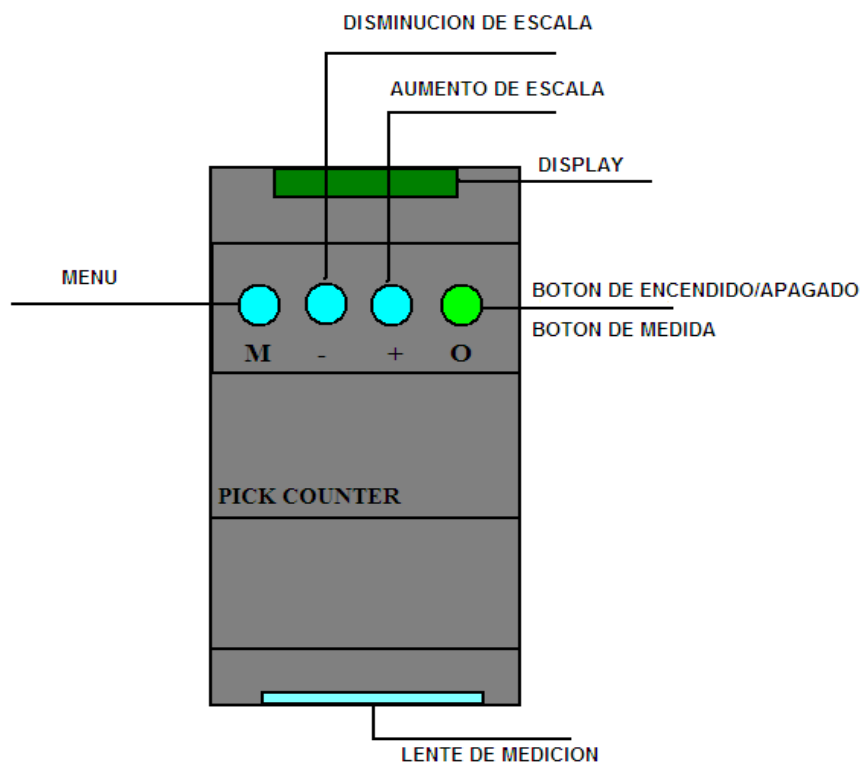 DISMINUCION DE ESCALA
AUMENTO DE ESCALA
DISPLAY
MENU
BOTON DE ENCENDIDO/APAGADO
BOTON DE MEDIDA
M - + O
PICK COUNTER
LENTE DE MEDICION